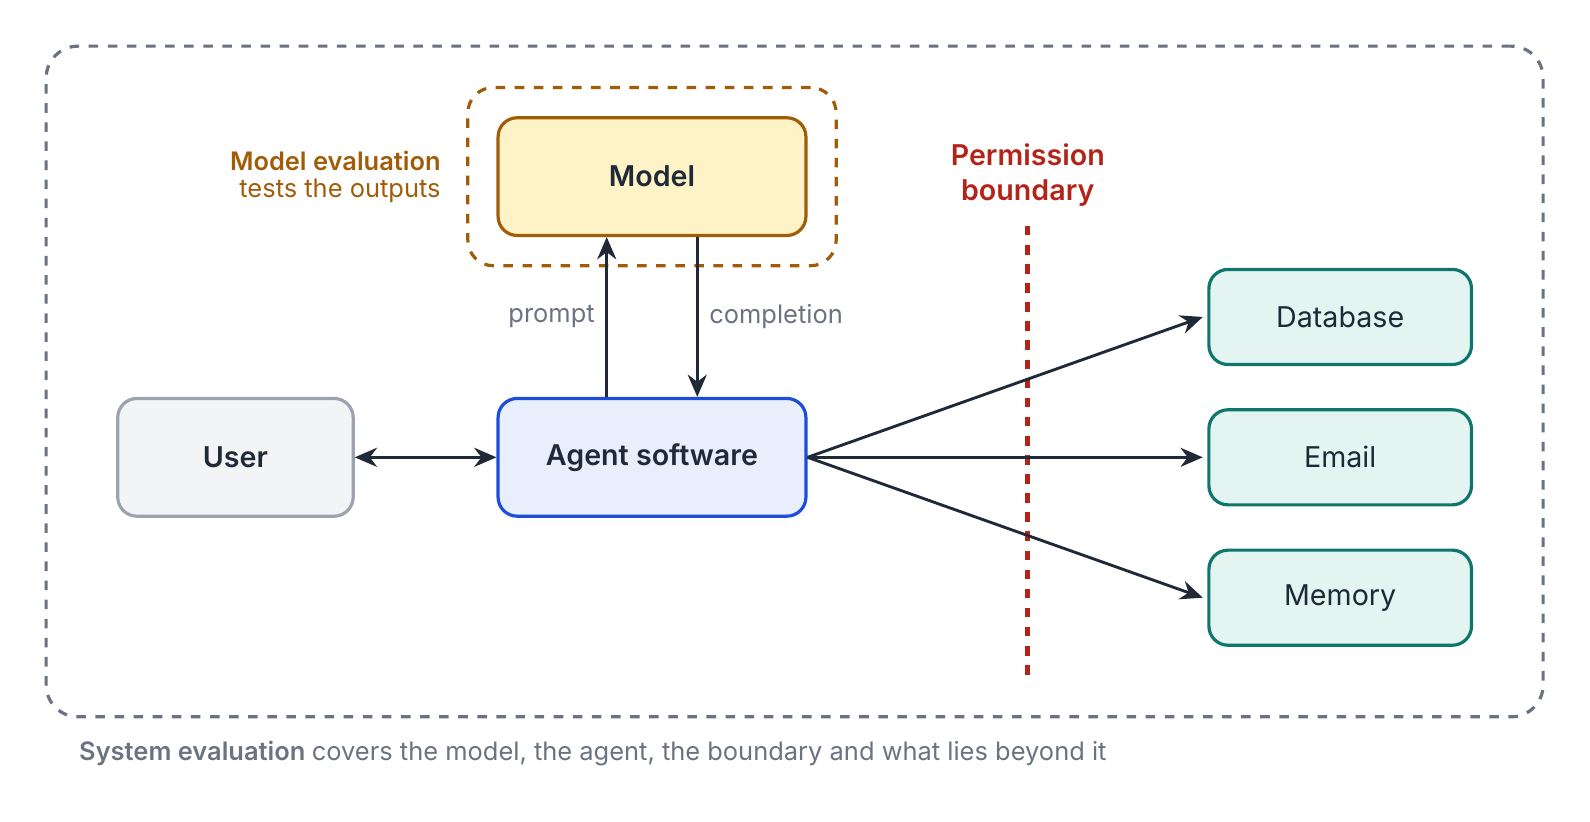 Model evaluation
tests the outputs
Model
Permission
boundary
prompt
completion
Database
User
Agent software
Email
Memory
System evaluation covers the model, the agent, the boundary and what lies beyond it